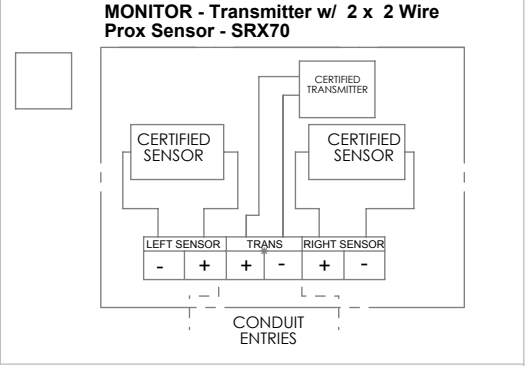 MONITOR - Transmitter w/ 2 x 2 Wire
Prox Sensor - SRX70
CERTIFIED
TRANSMITTER
CERTIFIED
SENSOR
CERTIFIED
SENSOR
LEFT SENSOR TRANS RIGHT SENSOR
- + + - + -
CONDUIT
ENTRIES